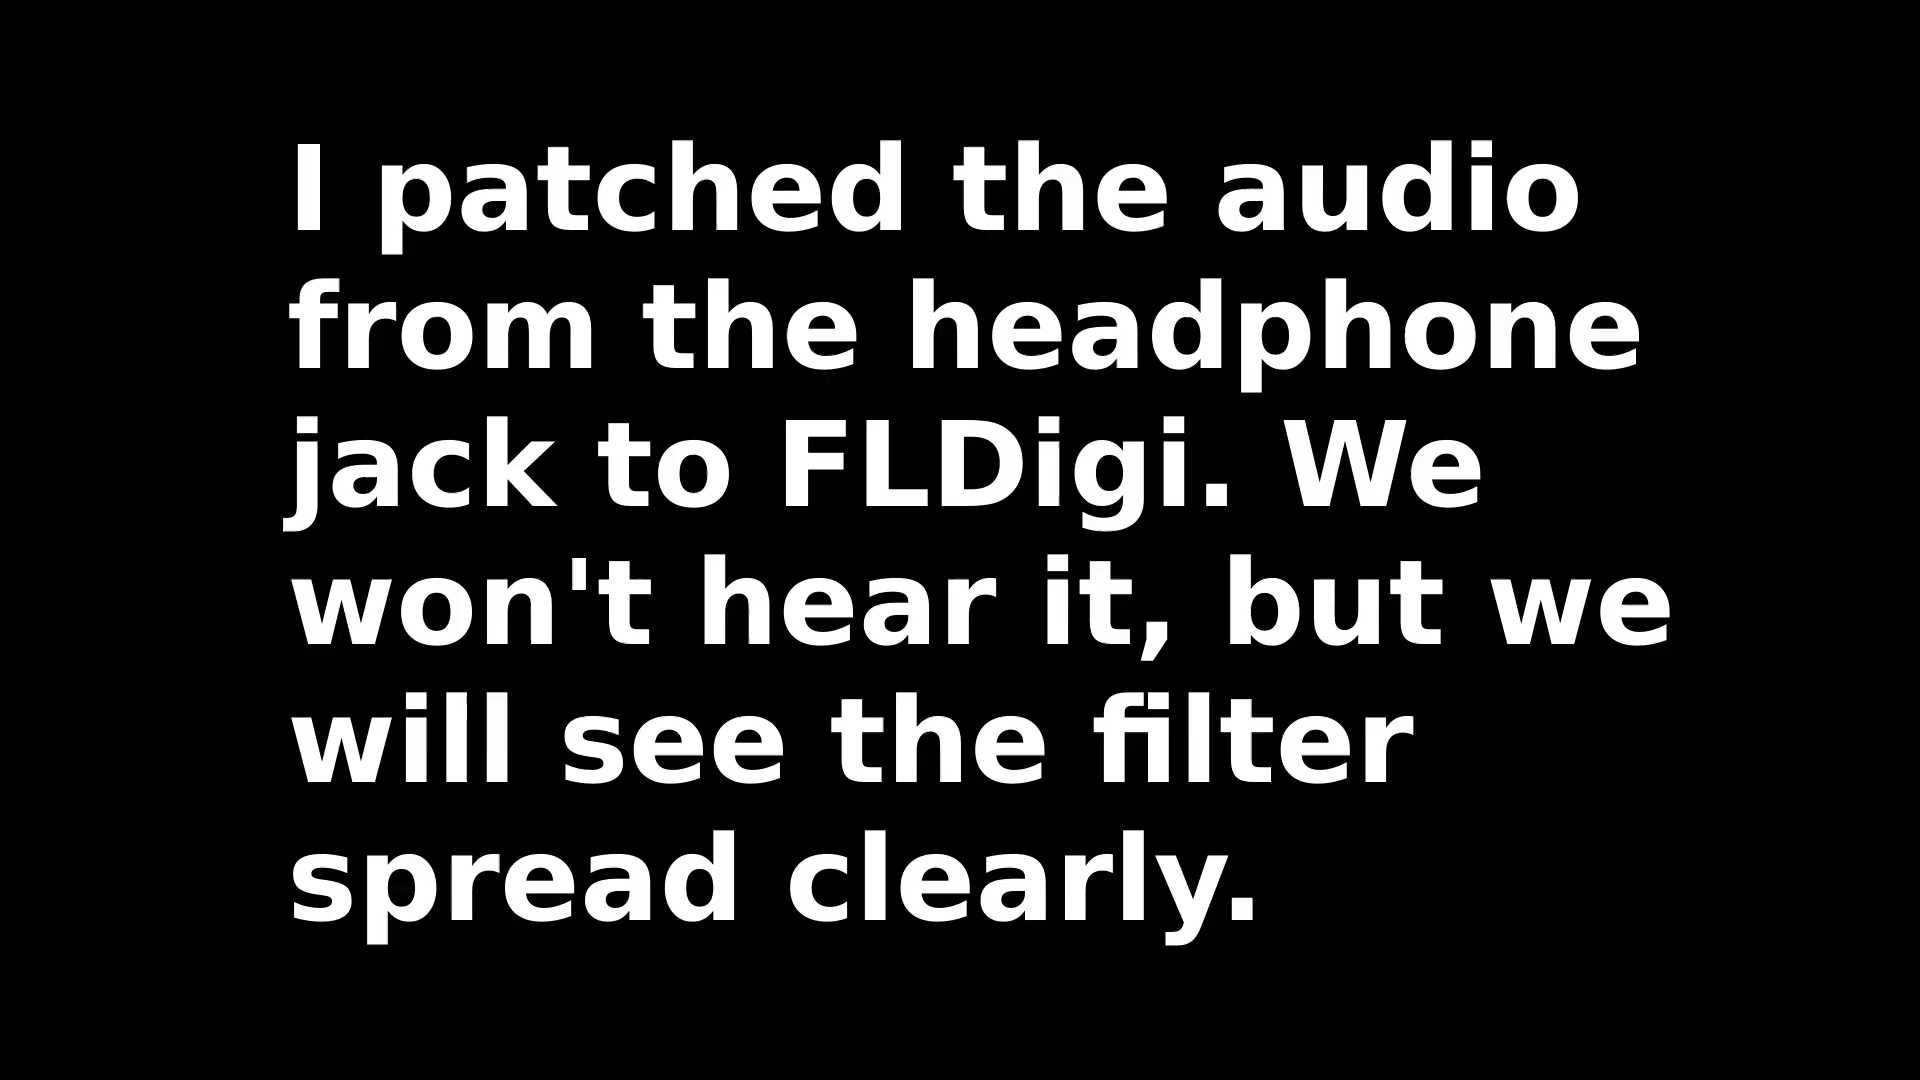 I patched the audio
from the headphone
jack to FLDigi. We
won't hear it, but we
will see the filter
spread clearly.